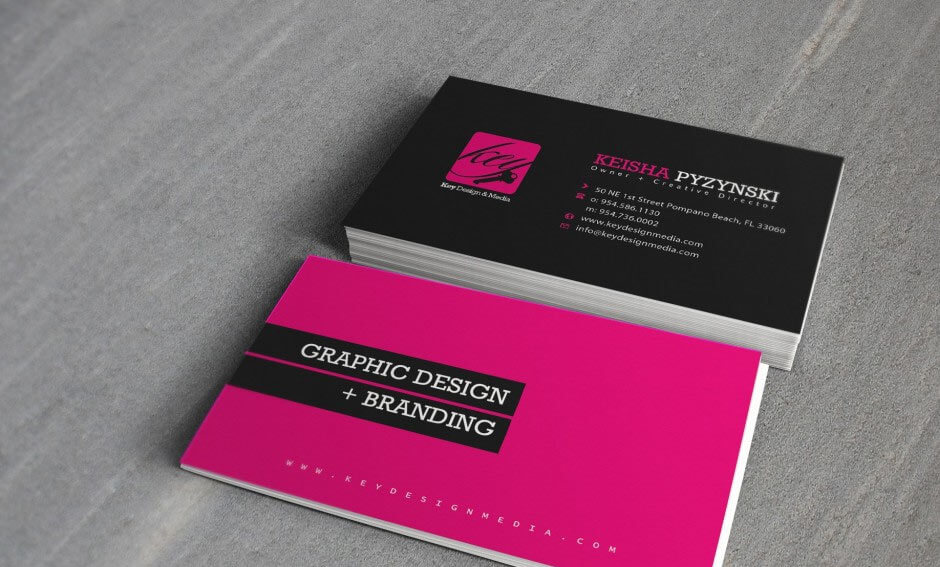 key
Key Design & Media
KEISHA PYZYNSKI
Owner + Creative Director
50 NE 1st Street Pompano Beach, FL 33060
o: 954.586.1130
m: 954.736.0002
www.keydesignmedia.com
info@keydesignmedia.com
GRAPHIC DESIGN
+ BRANDING
WWW.KEYDESIGNMEDIA.COM